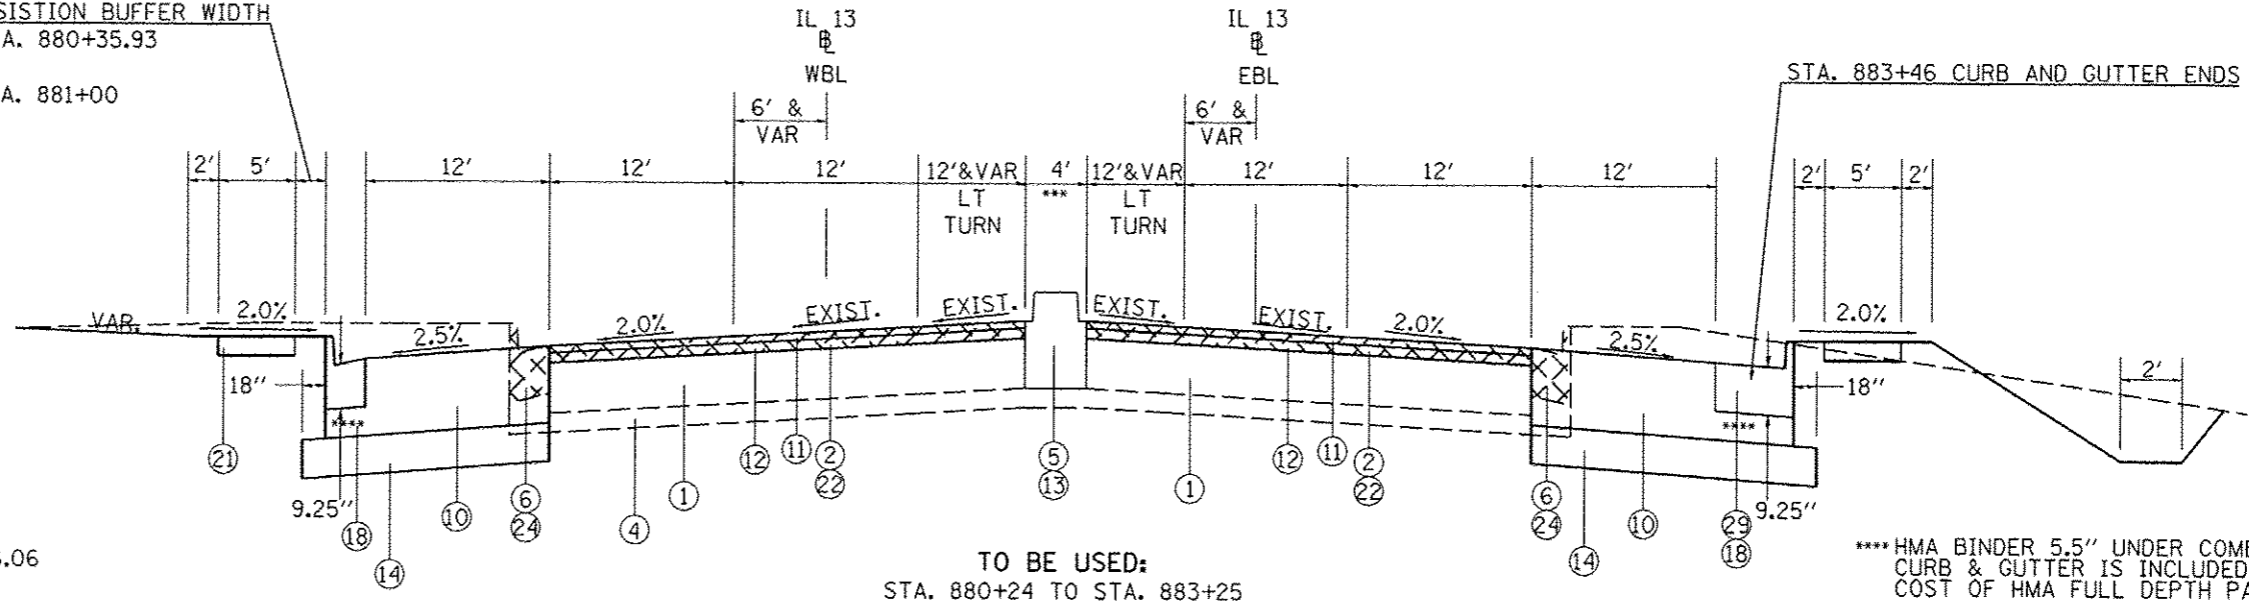 SISTION BUFFER WIDTH
A. 880+35.93
A. 881+00
IL 13
BL
WBL
6' &
VAR
IL 13
BL
EBL
6' &
VAR
STA. 883+46 CURB AND GUTTER ENDS
2' 5' 12' 12' 12' 12'&VAR 4' 12'&VAR 12' 12' 12' 2' 5' 2'
LT
TURN
***
LT
TURN
VAR. 2.0% 2.5% 2.0% EXIST. EXIST. EXIST. EXIST. 2.0% 2.5% 2.0%
18" 18" 2'
**** ****
21 12 11 2 22 5 13 12 11 2 22
9.25" 18 10 6 24 4 1 1 6 24 10 29 18 9.25"
14 14
6.06
TO BE USED:
STA. 880+24 TO STA. 883+25
**** HMA BINDER 5.5" UNDER COMB
CURB & GUTTER IS INCLUDED
COST OF HMA FULL DEPTH PA